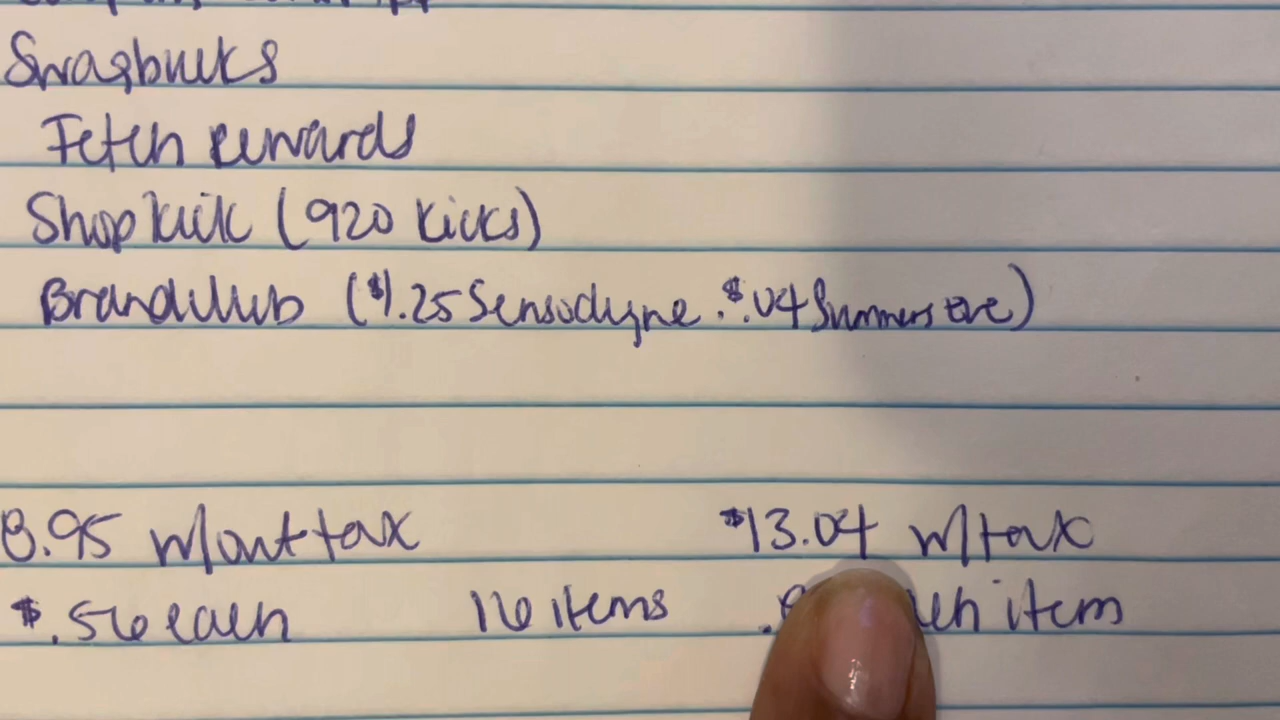 Swagbucks
Fetch rewards
Shopkick (920 kicks)
Brandclub ($1.25 Sensodyne. $.04 Summers Eve)
8.95 w/out tax $13.04 w/tax
$.56 each 16 items item